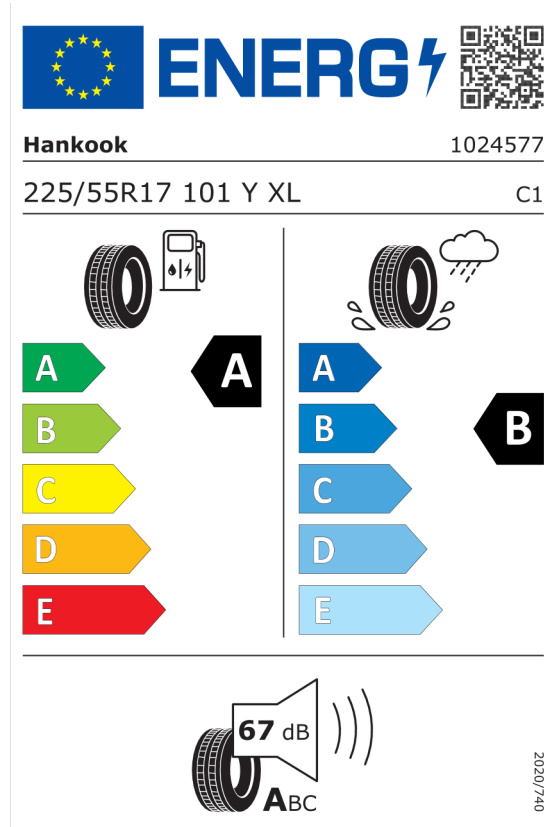 ENERG
Hankook 1024577
225/55R17 101 Y XL C1
A A
B
C
D
E
A
B B
C
D
E
67 dB
ABC
2020/740